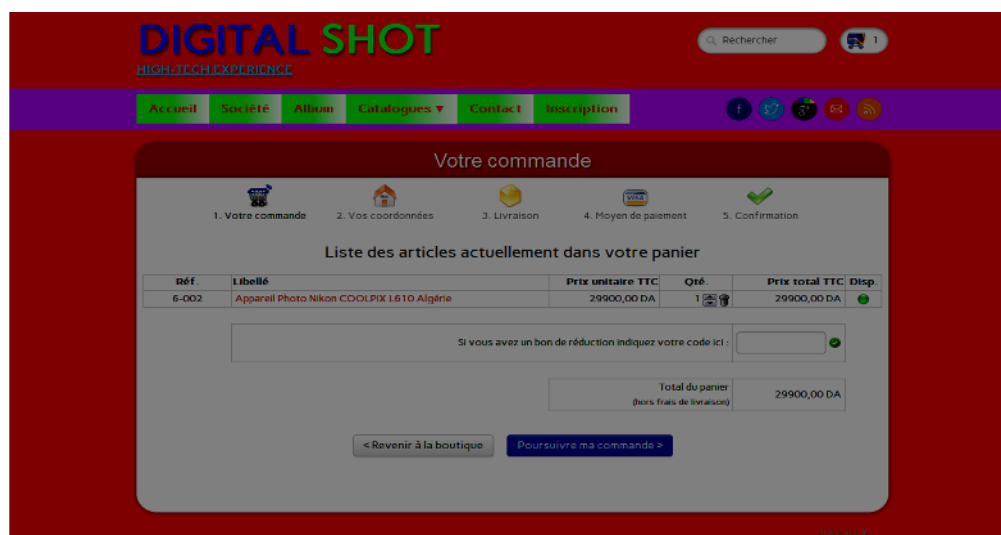 DIGITAL SHOT
HIGH-TECH EXPERIENCE
Rechercher
1
Accueil Société Album Catalogues ▼ Contact Inscription
Votre commande
1. Votre commande 2. Vos coordonnées 3. Livraison 4. Moyen de paiement 5. Confirmation
Liste des articles actuellement dans votre panier
Réf. Libellé Prix unitaire TTC Qté. Prix total TTC Disp.
6-002 Appareil Photo Nikon COOLPIX L610 Algérie 29900,00 DA 1 29900,00 DA
Si vous avez un bon de réduction indiquez votre code ici :
Total du panier
(hors frais de livraison)
29900,00 DA
< Revenir à la boutique Poursuivre ma commande >